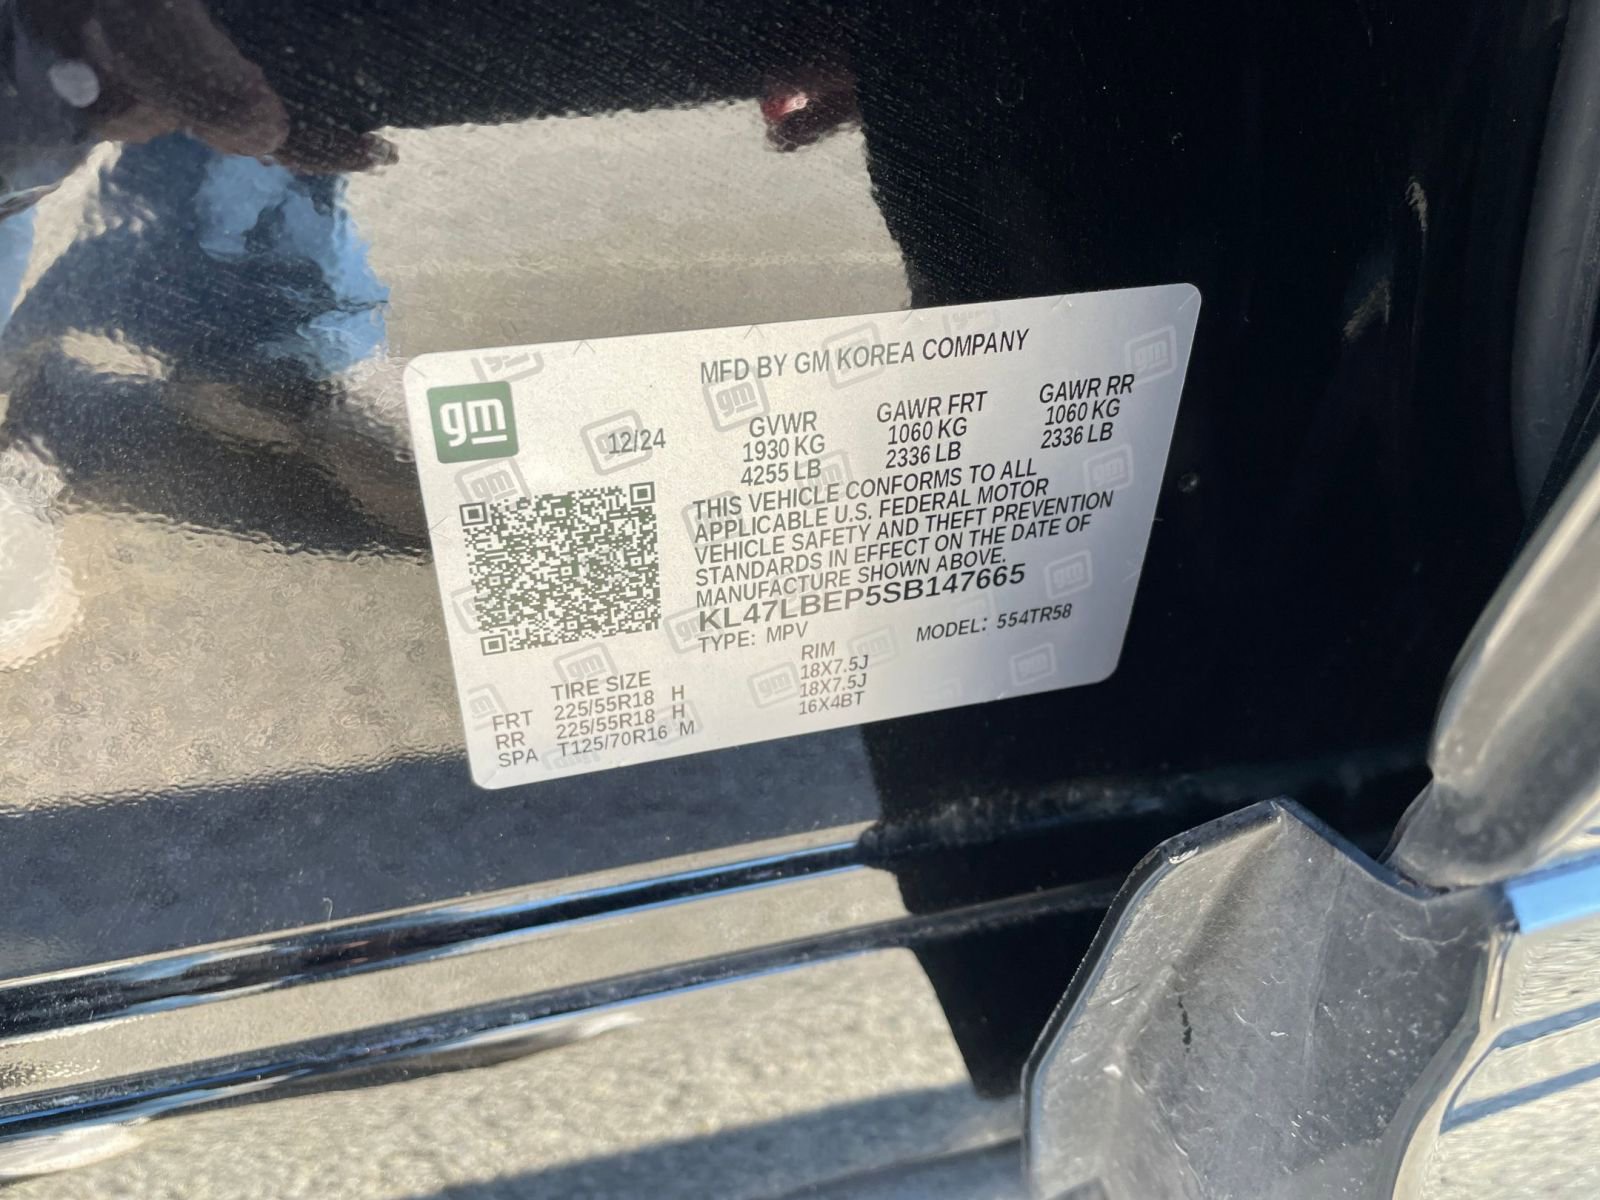 MFD BY GM KOREA COMPANY
gm
12/24
GVWR GAWR FRT GAWR RR
1930 KG 1060 KG 1060 KG
4255 LB 2336 LB 2336 LB
THIS VEHICLE CONFORMS TO ALL
APPLICABLE U.S. FEDERAL MOTOR
VEHICLE SAFETY AND THEFT PREVENTION
STANDARDS IN EFFECT ON THE DATE OF
MANUFACTURE SHOWN ABOVE.
KL47LBEP5SB147665
TYPE: MPV MODEL: 554TR58
TIRE SIZE RIM
FRT 225/55R18 H 18X7.5J
RR 225/55R18 H 18X7.5J
SPA T125/70R16 M 16X4BT